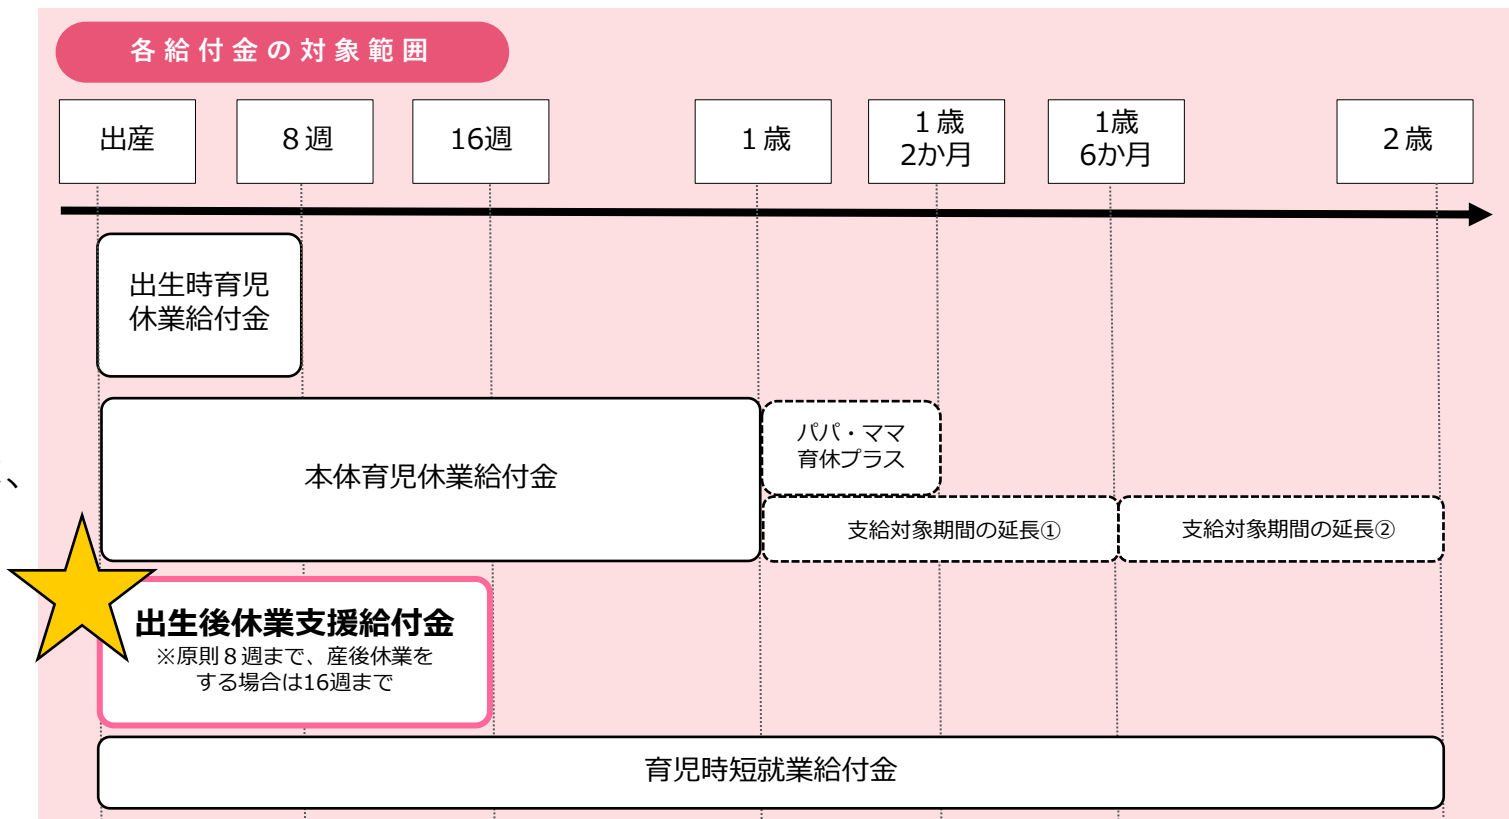 各給付金の対象範囲
出産
８週
16週
１歳
１歳
2か月
1歳
6か月
２歳
出生時育児
休業給付金
本体育児休業給付金
パパ・ママ
育休プラス
支給対象期間の延長①
支給対象期間の延長②
、
出生後休業支援給付金
※原則８週まで、産後休業を
する場合は16週まで
育児時短就業給付金